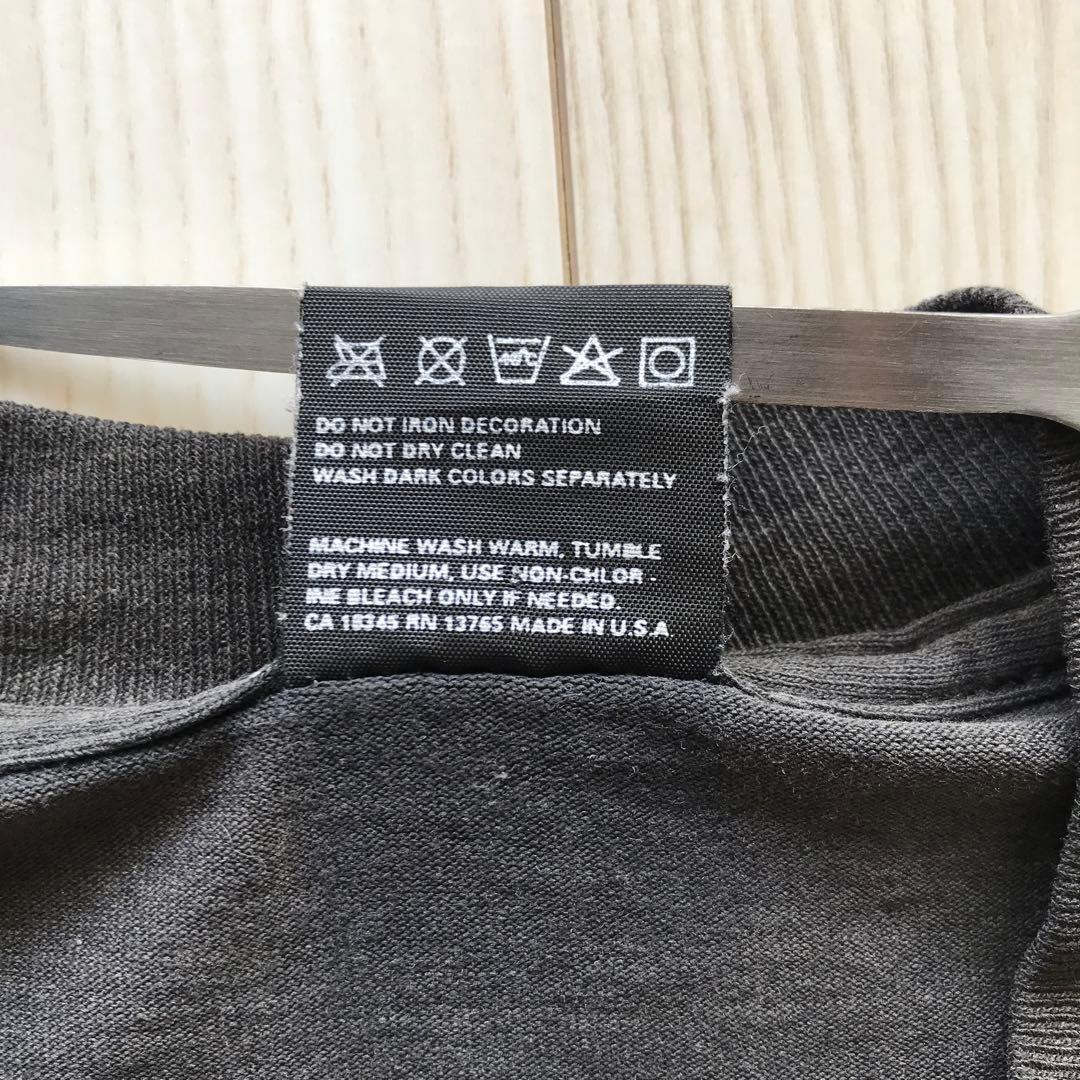 40°C
DO NOT IRON DECORATION
DO NOT DRY CLEAN
WASH DARK COLORS SEPARATELY
MACHINE WASH WARM, TUMBLE
DRY MEDIUM, USE NON-CHLOR -
INE BLEACH ONLY IF NEEDED.
CA 18345 RN 13765 MADE IN U.S.A.